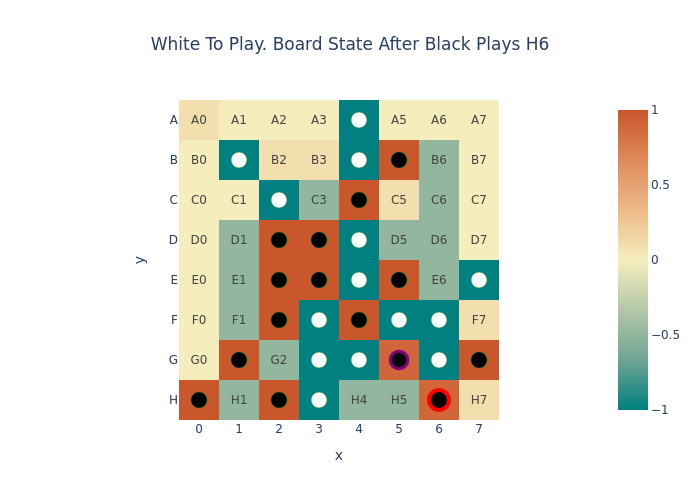 White To Play. Board State After Black Plays H6
A A0 A1 A2 A3 A5 A6 A7
B B0 B2 B3 B6 B7
C C0 C1 C3 C5 C6 C7
D D0 D1 D5 D6 D7
E E0 E1 E6
F F0 F1 F7
G G0 G2
H H1 H4 H5 H7
0 1 2 3 4 5 6 7
x
y
1
0.5
0
−0.5
−1